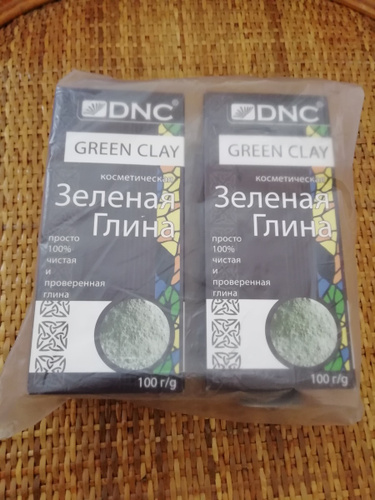 DNC®
GREEN CLAY
косметическая
Зеленая
Глина
просто
100%
чистая
и
проверенная
глина
100 г/g
DNC®
GREEN CLAY
косметическая
Зеленая
Глина
просто
100%
чистая
и
проверенная
глина
100 г/g